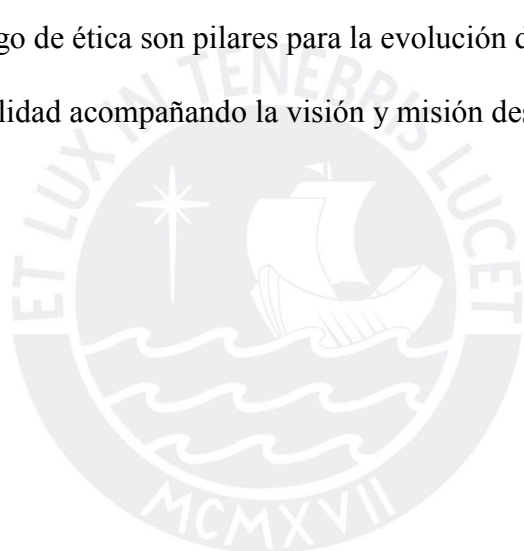 go de ética son pilares para la evolución d
lidad acompañando la visión y misión des
ET LUX IN TENEBRIS LUCET
MCMXVII